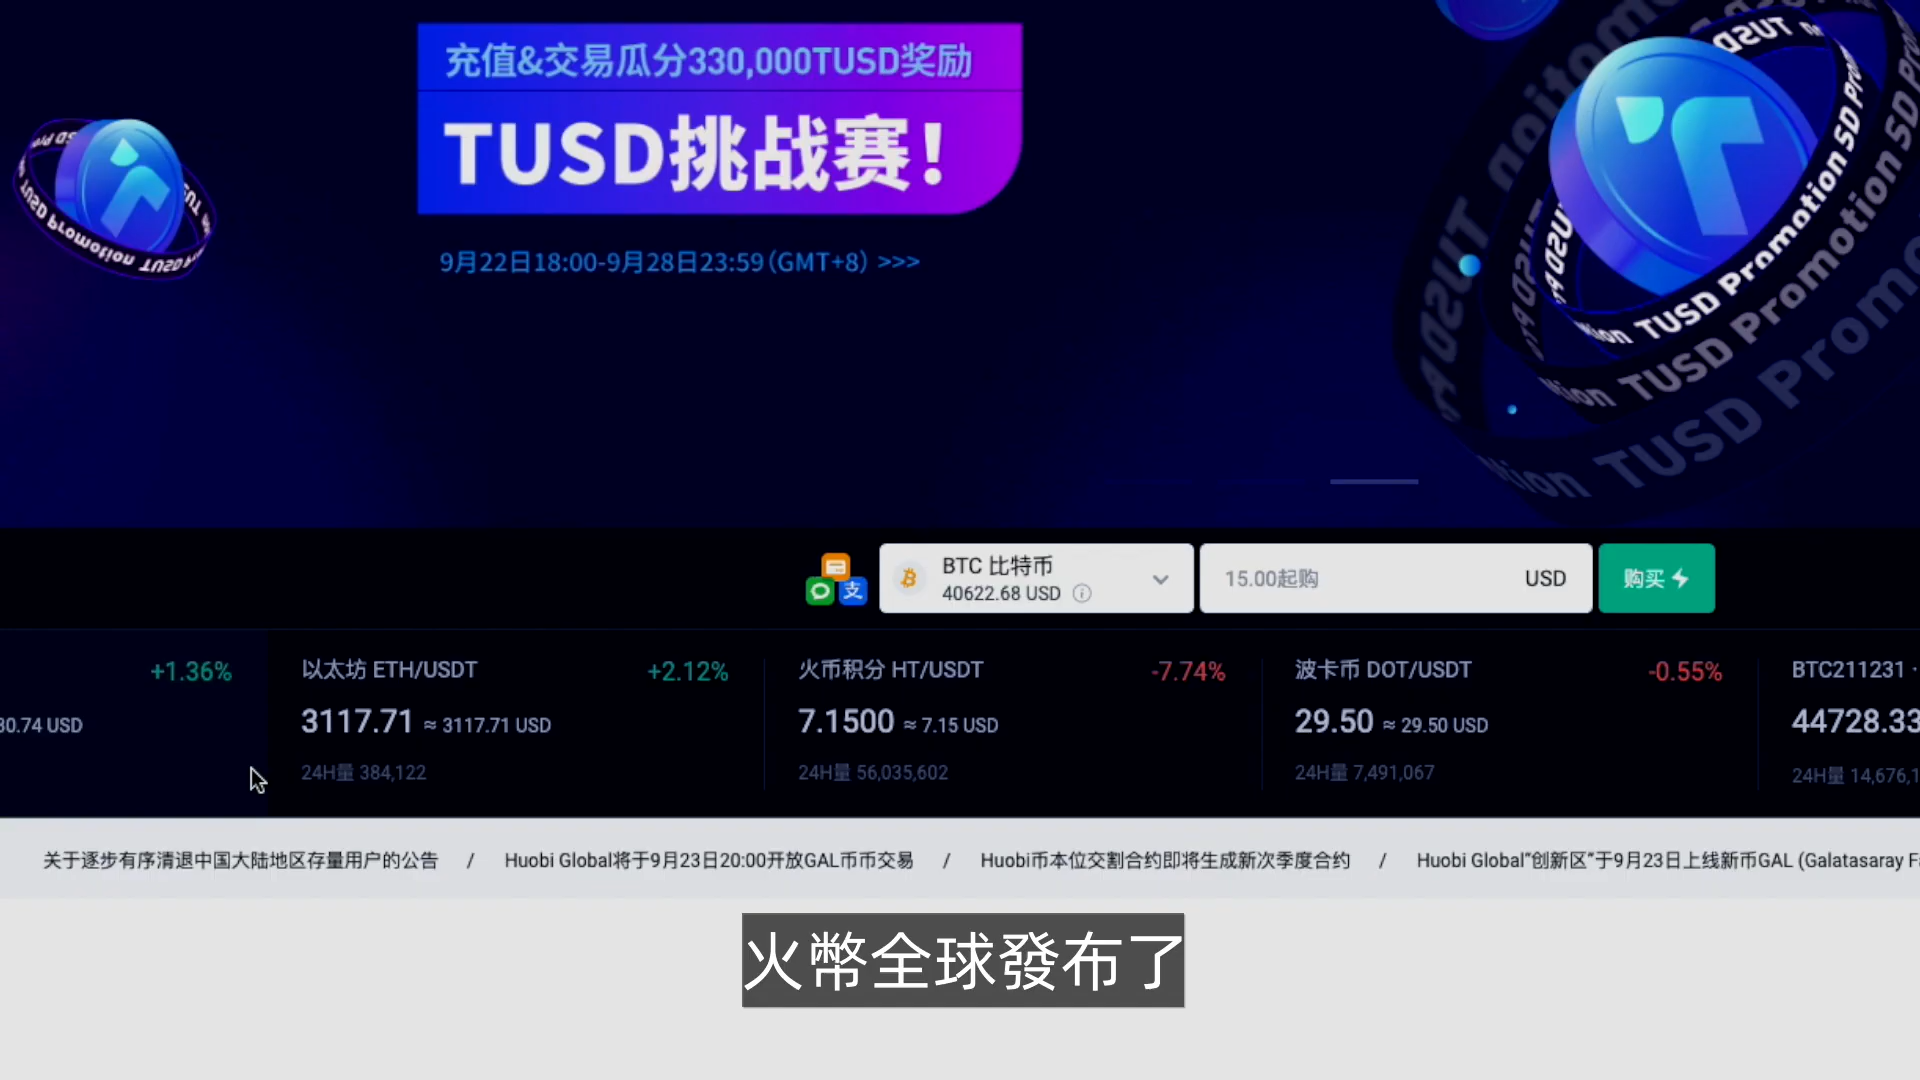 充值&交易瓜分330,000TUSD奖励
TUSD挑战赛!
9月22日18:00-9月28日23:59(GMT+8) >>>
TUSD Promotion
TUSD Promotion
TUSD Promotion
TUSD Promo
BTC 比特币
40622.68 USD
15.00起购 USD
购买
+1.36%
30.74 USD
以太坊 ETH/USDT +2.12%
3117.71 ≈ 3117.71 USD
24H量 384,122
火币积分 HT/USDT -7.74%
7.1500 ≈ 7.15 USD
24H量 56,035,602
波卡币 DOT/USDT -0.55%
29.50 ≈ 29.50 USD
24H量 7,491,067
BTC211231 ·
44728.33
24H量 14,676,1
关于逐步有序清退中国大陆地区存量用户的公告 / Huobi Global将于9月23日20:00开放GAL币币交易 / Huobi币本位交割合约即将生成新次季度合约 / Huobi Global“创新区”于9月23日上线新币GAL (Galatasaray Fa
火幣全球發布了